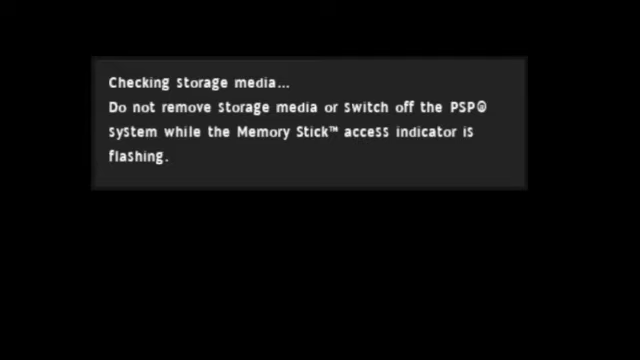 Checking storage media...
Do not remove storage media or switch off the PSP®
system while the Memory Stick™ access indicator is
flashing.